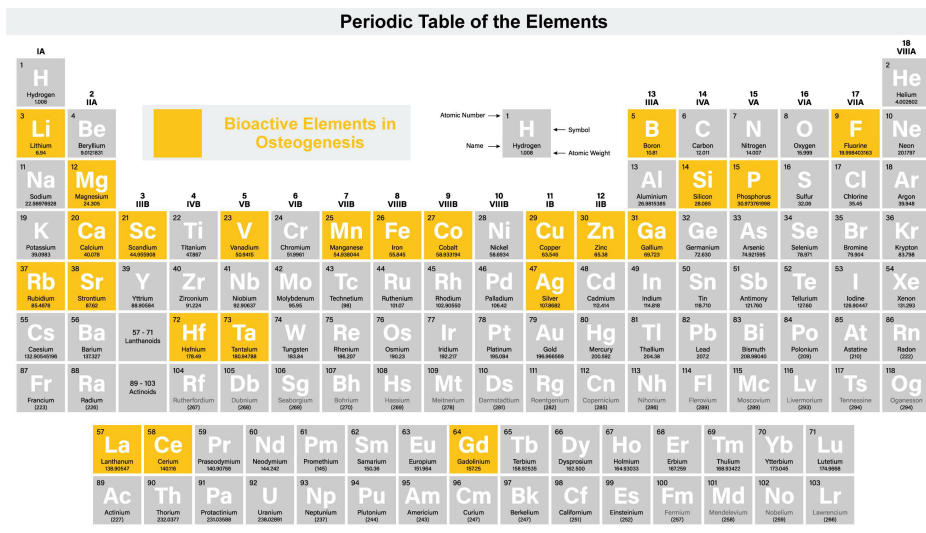 Periodic Table of the Elements
18
IA VIIIA
1 2
H He
Hydrogen Helium
1.008 4.002602
2 13 14 15 16 17
IIA IIIA IVA VA VIA VIIA
Bioactive Elements in
Osteogenesis
Atomic Number 1
H Symbol
Name Hydrogen
1.008 Atomic Weight
3 4 5 6 7 8 9 10
Li Be B C N O F Ne
Lithium Beryllium Boron Carbon Nitrogen Oxygen Fluorine Neon
6.94 9.0121831 10.81 12.011 14.007 15.999 18.998403163 20.1797
11 12 13 14 15 16 17 18
Na Mg Al Si P S Cl Ar
Sodium Magnesium Aluminium Silicon Phosphorus Sulfur Chlorine Argon
22.98976928 24.305 26.9815385 28.085 30.973761998 32.06 35.45 39.948
3 4 5 6 7 8 9 10 11 12
IIIB IVB VB VIB VIIB VIIIB VIIIB VIIIB IB IIB
19 20 21 22 23 24 25 26 27 28 29 30 31 32 33 34 35 36
K Ca Sc Ti V Cr Mn Fe Co Ni Cu Zn Ga Ge As Se Br Kr
Potassium Calcium Scandium Titanium Vanadium Chromium Manganese Iron Cobalt Nickel Copper Zinc Gallium Germanium Arsenic Selenium Bromine Krypton
39.0983 40.078 44.955908 47.867 50.9415 51.9961 54.938044 55.845 58.933194 58.6934 63.546 65.38 69.723 72.630 74.921595 78.971 79.904 83.798
37 38 39 40 41 42 43 44 45 46 47 48 49 50 51 52 53 54
Rb Sr Y Zr Nb Mo Tc Ru Rh Pd Ag Cd In Sn Sb Te I Xe
Rubidium Strontium Yttrium Zirconium Niobium Molybdenum Technetium Ruthenium Rhodium Palladium Silver Cadmium Indium Tin Antimony Tellurium Iodine Xenon
85.4678 87.62 88.90584 91.224 92.90637 95.95 (98) 101.07 102.90550 106.42 107.8682 112.414 114.818 118.710 121.760 127.60 126.90447 131.293
55 56 57 - 71 72 73 74 75 76 77 78 79 80 81 82 83 84 85 86
Cs Ba Lanthanoids Hf Ta W Re Os Ir Pt Au Hg Tl Pb Bi Po At Rn
Caesium Barium Hafnium Tantalum Tungsten Rhenium Osmium Iridium Platinum Gold Mercury Thallium Lead Bismuth Polonium Astatine Radon
132.90545196 137.327 178.49 180.94788 183.84 186.207 190.23 192.217 195.084 196.966569 200.592 204.38 207.2 208.98040 (209) (210) (222)
87 88 89 - 103 104 105 106 107 108 109 110 111 112 113 114 115 116 117 118
Fr Ra Actinoids Rf Db Sg Bh Hs Mt Ds Rg Cn Nh Fl Mc Lv Ts Og
Francium Radium Rutherfordium Dubnium Seaborgium Bohrium Hassium Meitnerium Darmstadtium Roentgenium Copernicium Nihonium Flerovium Moscovium Livermorium Tennessine Oganesson
(223) (226) (267) (268) (269) (270) (269) (278) (281) (282) (285) (286) (289) (289) (293) (294) (294)
57 58 59 60 61 62 63 64 65 66 67 68 69 70 71
La Ce Pr Nd Pm Sm Eu Gd Tb Dy Ho Er Tm Yb Lu
Lanthanum Cerium Praseodymium Neodymium Promethium Samarium Europium Gadolinium Terbium Dysprosium Holmium Erbium Thulium Ytterbium Lutetium
138.90547 140.116 140.90766 144.242 (145) 150.36 151.964 157.25 158.92535 162.500 164.93033 167.259 168.93422 173.045 174.9668
89 90 91 92 93 94 95 96 97 98 99 100 101 102 103
Ac Th Pa U Np Pu Am Cm Bk Cf Es Fm Md No Lr
Actinium Thorium Protactinium Uranium Neptunium Plutonium Americium Curium Berkelium Californium Einsteinium Fermium Mendelevium Nobelium Lawrencium
(227) 232.0377 231.03588 238.02891 (237) (244) (243) (247) (247) (251) (252) (257) (258) (259) (266)